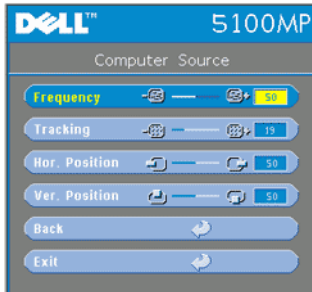 DELL™ 5100MP
Computer Source
Frequency 50
Tracking 19
Hor. Position 50
Ver. Position 50
Back
Exit